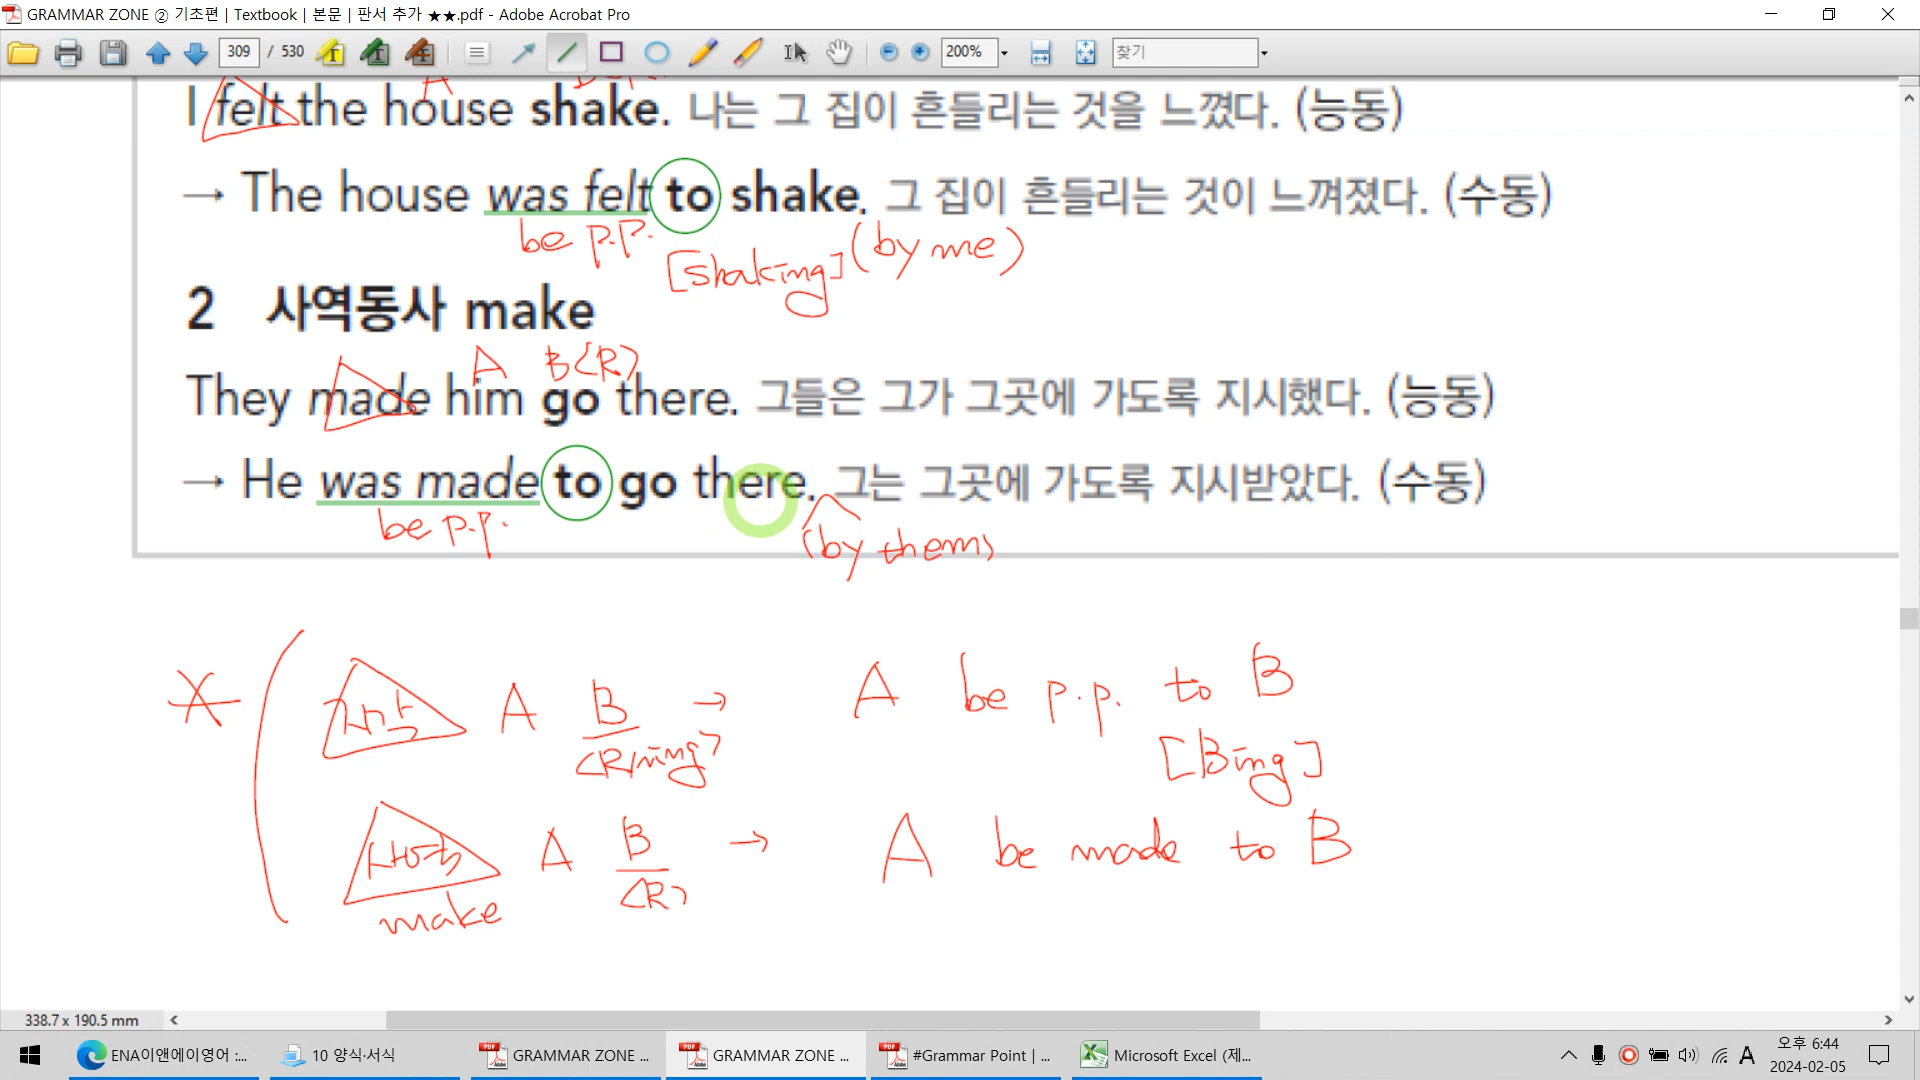 GRAMMAR ZONE ② 기초편 | Textbook | 본문 | 판서 추가 ★★.pdf - Adobe Acrobat Pro
309 / 530 200% 찾기
A
I felt the house shake. 나는 그 집이 흔들리는 것을 느꼈다. (능동)
→ The house was felt to shake. 그 집이 흔들리는 것이 느껴졌다. (수동)
be p.p. [shaking] (by me)
2 사역동사 make
A B<R>
They made him go there. 그들은 그가 그곳에 가도록 지시했다. (능동)
→ He was made to go there. 그는 그곳에 가도록 지시받았다. (수동)
be p.p. (by them)
지각 A B → A be p.p. to B
<R/ing> [Bing]
사역 A B → A be made to B
make <R>
338.7 x 190.5 mm
ENA이앤에이영어 :... 10 양식·서식 GRAMMAR ZONE ... GRAMMAR ZONE ... #Grammar Point | ... Microsoft Excel (제... A 오후 6:44
2024-02-05